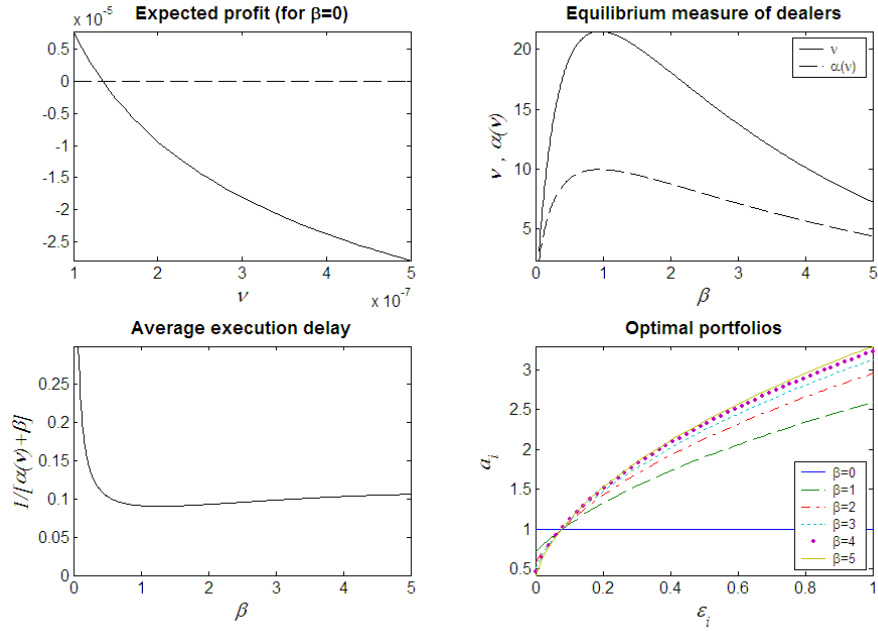 Expected profit (for β=0)
x 10⁻⁵
0.5
0
-0.5
-1
-1.5
-2
-2.5
1
2
3
4
5
ν
x 10⁻⁷
Equilibrium measure of dealers
ν
α(ν)
20
15
10
5
ν , α(ν)
0
1
2
3
4
5
β
Average execution delay
0.25
0.2
0.15
0.1
0.05
0
1/[α(ν)+β]
0
1
2
3
4
5
β
Optimal portfolios
3
2.5
2
1.5
1
0.5
aᵢ
β=0
β=1
β=2
β=3
β=4
β=5
0
0.2
0.4
0.6
0.8
1
εᵢ